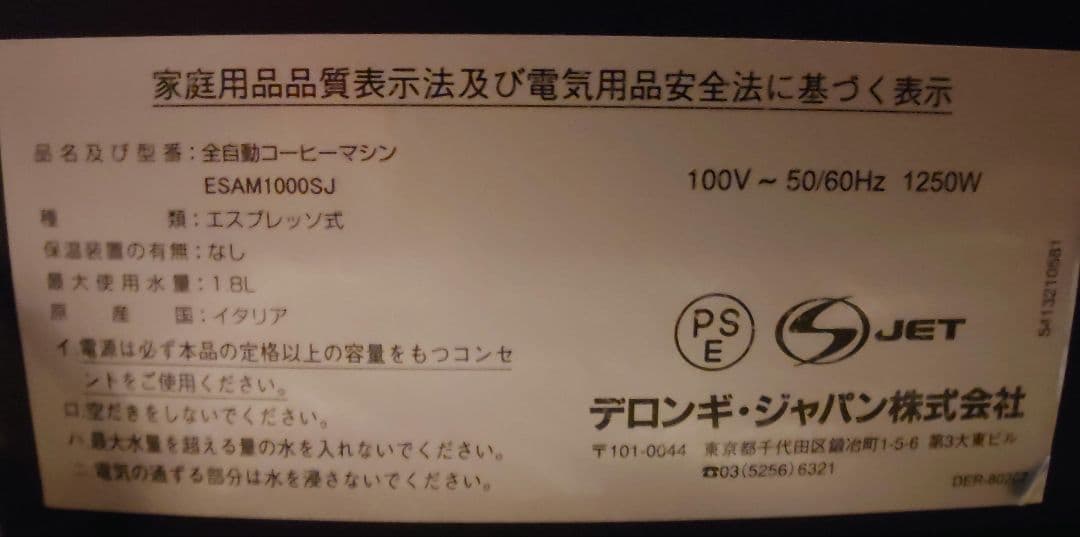 家庭用品品質表示法及び電気用品安全法に基づく表示
品名及び型番：全自動コーヒーマシン
ESAM1000SJ
種類：エスプレッソ式
保温装置の有無：なし
最大使用水量：1.8L
原産国：イタリア
100V ~ 50/60Hz 1250W
イ.電源は必ず本品の定格以上の容量をもつコンセ
ントをご使用ください。
ロ.空だきをしないでください。
ハ.最大水量を超える量の水を入れないでください。
ニ.電気の通ずる部分は水を浸さないでください。
PS
E
S JET
デロンギ・ジャパン株式会社
〒101-0044 東京都千代田区鍛冶町1-5-6 第3大東ビル
☎03(5256)6321
5413210581